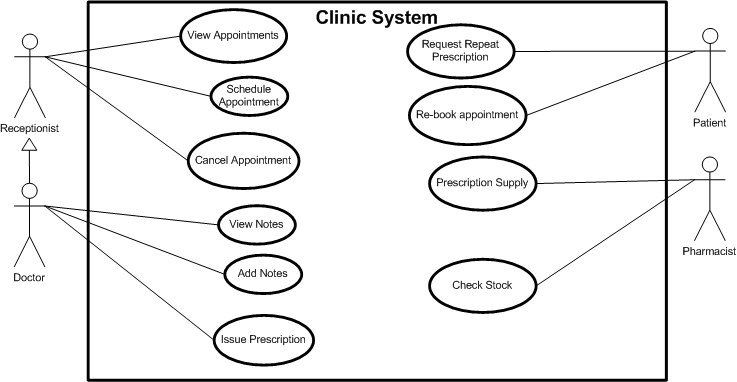 Clinic System
View Appointments
Schedule
Appointment
Cancel Appointment
Receptionist
View Notes
Add Notes
Issue Prescription
Doctor
Request Repeat
Prescription
Re-book appointment
Patient
Prescription Supply
Check Stock
Pharmacist